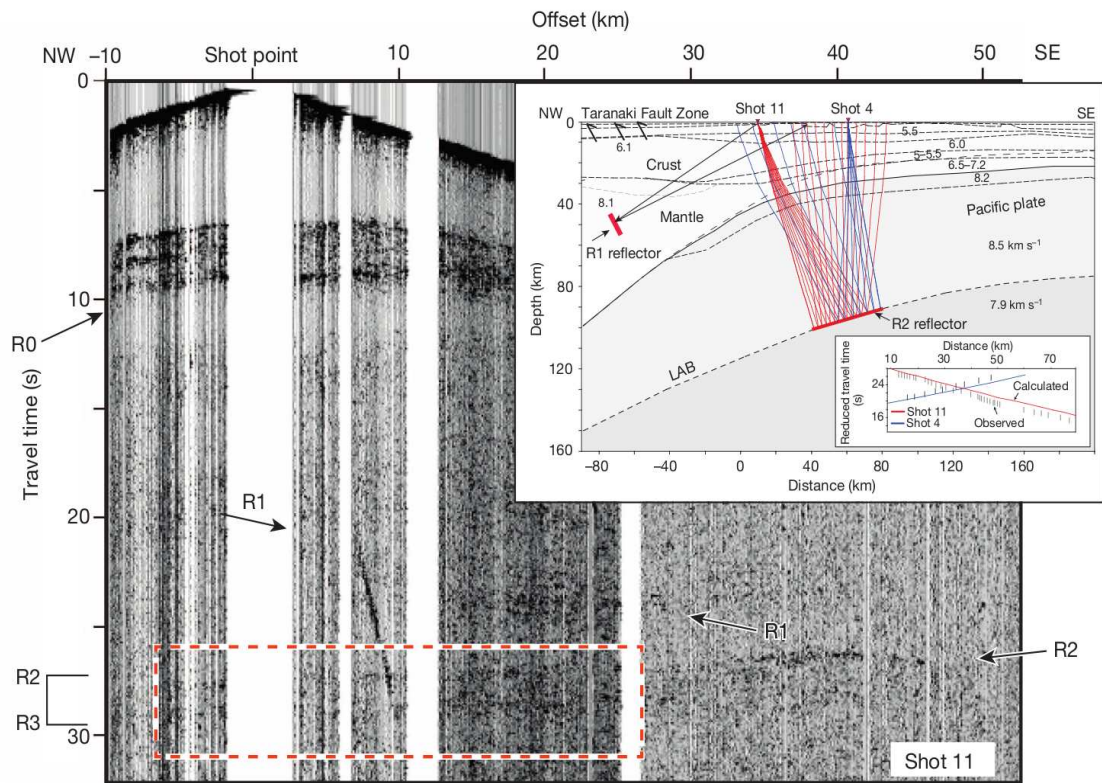 Offset (km)
NW –10 Shot point 10 20 30 40 50 SE
0
10
20
30
Travel time (s)
R0
R1
R2
R3
R1
R2
Shot 11
NW Taranaki Fault Zone Shot 11 Shot 4 SE
0
40
80
120
160
Depth (km)
6.1
5.5
6.0
5–5.5
6.5–7.2
8.2
Crust
8.1
Mantle
Pacific plate
R1 reflector
8.5 km s⁻¹
7.9 km s⁻¹
R2 reflector
LAB
–80 –40 0 40 80 120 160
Distance (km)
Distance (km)
10 30 50 70
24
16
Reduced travel time
(s)
Calculated
Observed
Shot 11
Shot 4